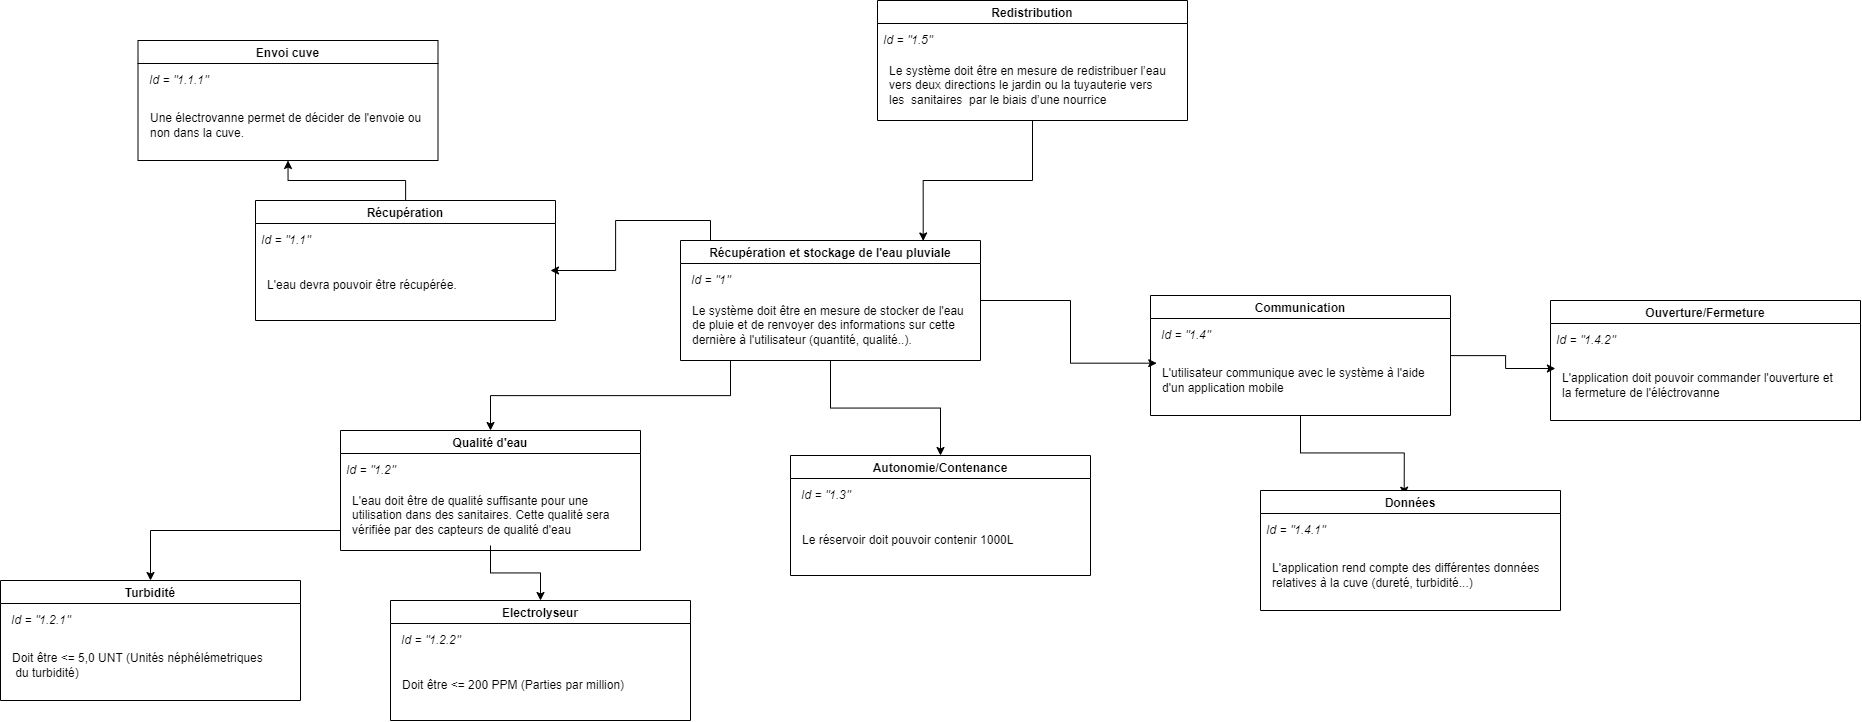 Redistribution
Id = "1.5"
Le système doit être en mesure de redistribuer l'eau
vers deux directions le jardin ou la tuyauterie vers
les  sanitaires  par le biais d'une nourrice
Envoi cuve
Id = "1.1.1"
Une électrovanne permet de décider de l'envoie ou
non dans la cuve.
Récupération
Id = "1.1"
L'eau devra pouvoir être récupérée.
Récupération et stockage de l'eau pluviale
Id = "1"
Le système doit être en mesure de stocker de l'eau
de pluie et de renvoyer des informations sur cette
dernière à l'utilisateur (quantité, qualité..).
Communication
Id = "1.4"
L'utilisateur communique avec le système à l'aide
d'un application mobile
Ouverture/Fermeture
Id = "1.4.2"
L'application doit pouvoir commander l'ouverture et
la fermeture de l'éléctrovanne
Qualité d'eau
Id = "1.2"
L'eau doit être de qualité suffisante pour une
utilisation dans des sanitaires. Cette qualité sera
vérifiée par des capteurs de qualité d'eau
Autonomie/Contenance
Id = "1.3"
Le réservoir doit pouvoir contenir 1000L
Données
Id = "1.4.1"
L'application rend compte des différentes données
relatives à la cuve (dureté, turbidité...)
Turbidité
Id = "1.2.1"
Doit être <= 5,0 UNT (Unités néphélémetriques
du turbidité)
Electrolyseur
Id = "1.2.2"
Doit être <= 200 PPM (Parties par million)